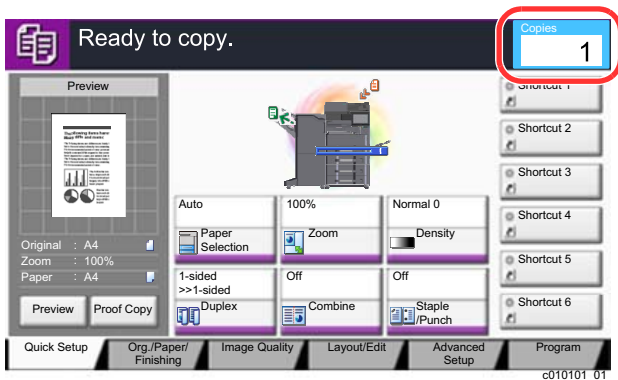 Ready to copy.
Copies
1
Preview
Original : A4
Zoom : 100%
Paper : A4
Preview
Proof Copy
Auto
Paper
Selection
100%
Zoom
Normal 0
Density
1-sided
>>1-sided
Duplex
Off
Combine
Off
Staple
/Punch
Shortcut 1
Shortcut 2
Shortcut 3
Shortcut 4
Shortcut 5
Shortcut 6
Quick Setup
Org./Paper/
Finishing
Image Quality
Layout/Edit
Advanced
Setup
Program
c010101_01